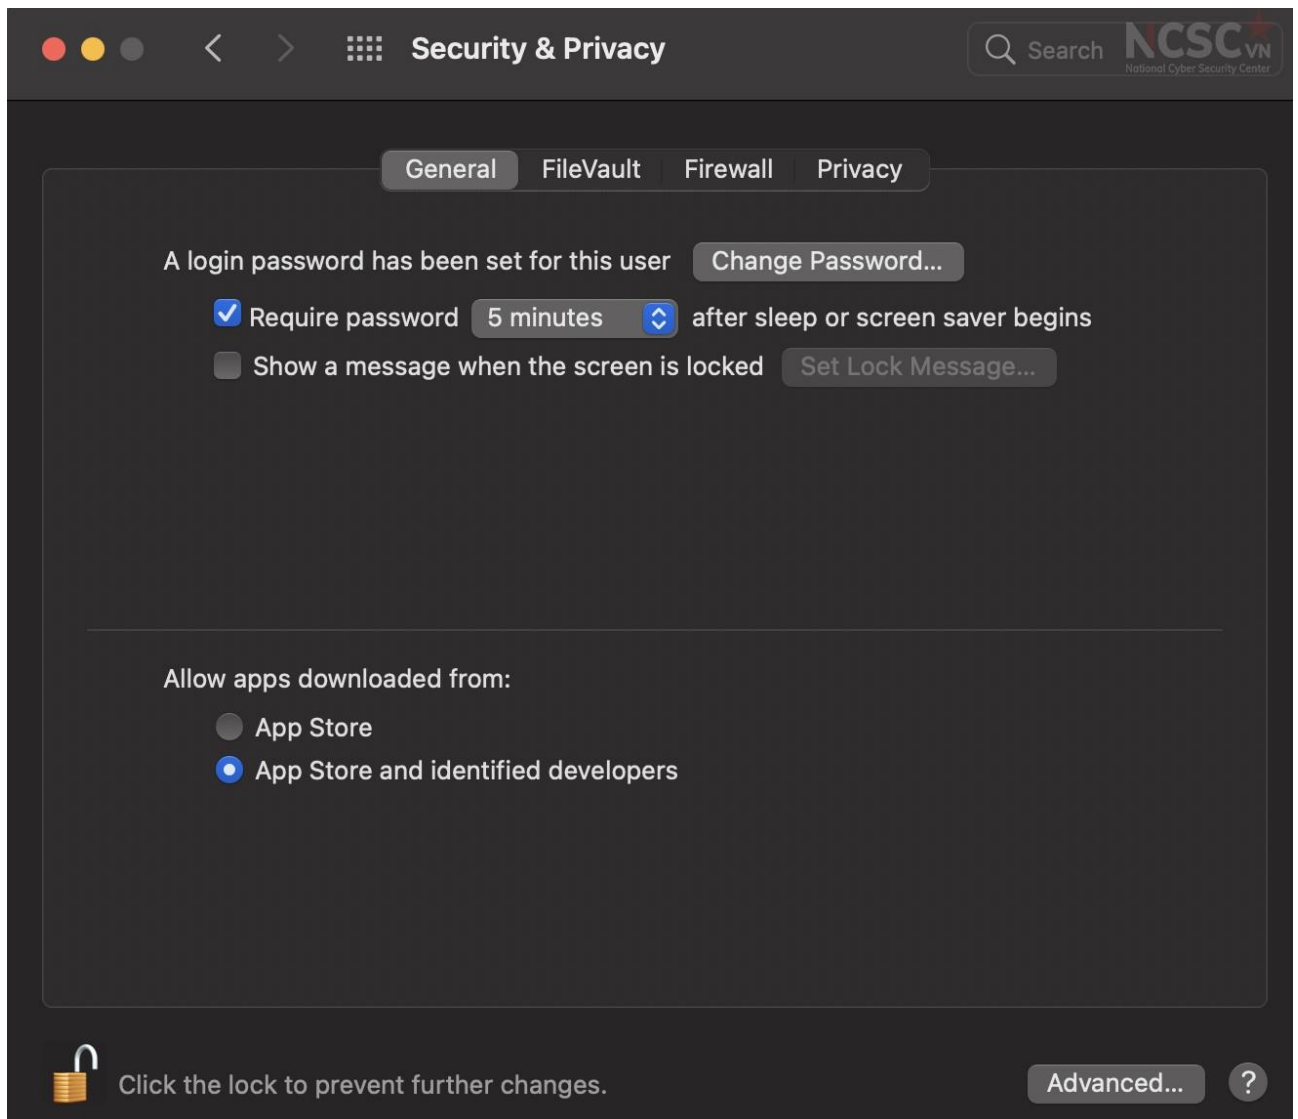 Security & Privacy
Search
NCSC VN
National Cyber Security Center
General FileVault Firewall Privacy
A login password has been set for this user Change Password...
Require password 5 minutes after sleep or screen saver begins
Show a message when the screen is locked Set Lock Message...
Allow apps downloaded from:
App Store
App Store and identified developers
Click the lock to prevent further changes. Advanced... ?